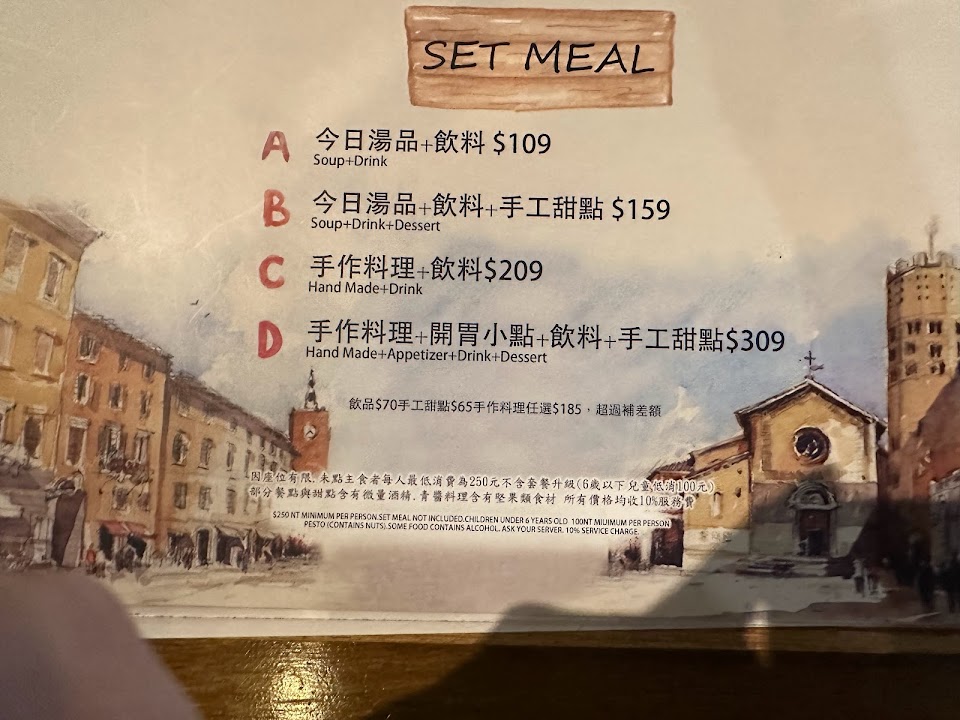 SET MEAL
A 今日湯品+飲料 $109
Soup+Drink
B 今日湯品+飲料+手工甜點 $159
Soup+Drink+Dessert
C 手作料理+飲料$209
Hand Made+Drink
D 手作料理+開胃小點+飲料+手工甜點$309
Hand Made+Appetizer+Drink+Dessert
飲品$70手工甜點$65手作料理任選$185，超過補差額
因座位有限.未點主食者每人最低消費為250元不含套餐升級(6歲以下兒童低消100元)
部分餐點與甜點含有微量酒精.青醬料理含有堅果類食材 所有價格均收10%服務費
$250 NT MINIMUM PER PERSON.SET MEAL NOT INCLUDED.CHILDREN UNDER 6 YEARS OLD 100NT MIUIMUM PER PERSON
PESTO (CONTAINS NUTS).SOME FOOD CONTAINS ALCOHOL. ASK YOUR SERVER. 10% SERVICE CHARGE.